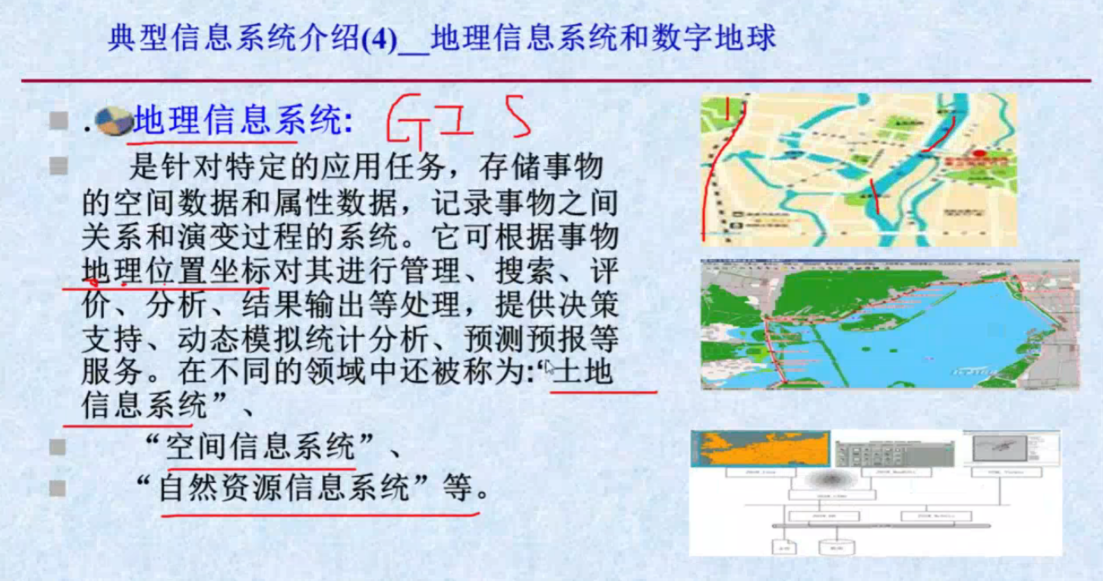 典型信息系统介绍(4)__地理信息系统和数字地球
.地理信息系统: GIS
是针对特定的应用任务，存储事物
的空间数据和属性数据，记录事物之间
关系和演变过程的系统。它可根据事物
地理位置坐标对其进行管理、搜索、评
价、分析、结果输出等处理，提供决策
支持、动态模拟统计分析、预测预报等
服务。在不同的领域中还被称为:“土地
信息系统”、
“空间信息系统”、
“自然资源信息系统”等。